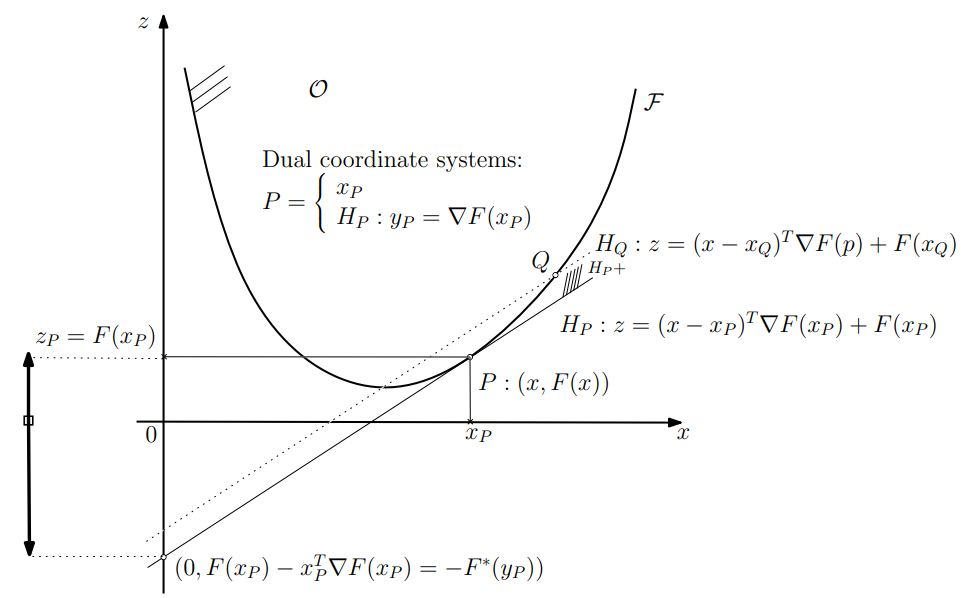 z
𝒪
ℱ
Dual coordinate systems:
P = { x_P
H_P : y_P = ∇F(x_P)
Q
H_Q : z = (x − x_Q)^T ∇F(p) + F(x_Q)
H_P+
H_P : z = (x − x_P)^T ∇F(x_P) + F(x_P)
z_P = F(x_P)
P : (x, F(x))
0
x_P
x
(0, F(x_P) − x_P^T ∇F(x_P) = −F*(y_P))